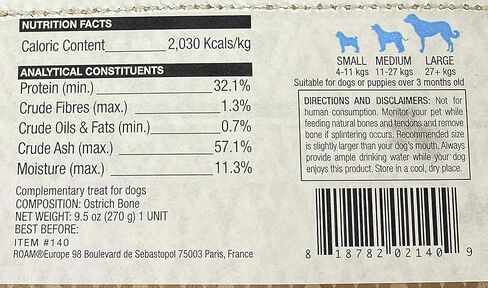 NUTRITION FACTS
Caloric Content 2,030 Kcals/kg
ANALYTICAL CONSTITUENTS
Protein (min.) 32.1%
Crude Fibres (max.) 1.3%
Crude Oils & Fats (min.) 0.7%
Crude Ash (max.) 57.1%
Moisture (max.) 11.3%
Complementary treat for dogs
COMPOSITION: Ostrich Bone
NET WEIGHT: 9.5 oz (270 g) 1 UNIT
BEST BEFORE:
ITEM #140
ROAM®Europe 98 Boulevard de Sebastopol 75003 Paris, France
SMALL MEDIUM LARGE
4-11 kgs 11-27 kgs 27+ kgs
Suitable for dogs or puppies over 3 months old
DIRECTIONS AND DISCLAIMERS: Not for
human consumption. Monitor your pet while
feeding natural bones and tendons and remove
bone if splintering occurs. Recommended size
is slightly larger than your dog's mouth. Always
provide ample drinking water while your dog
enjoys this product. Store in a cool, dry place.
8 18782 02140 9